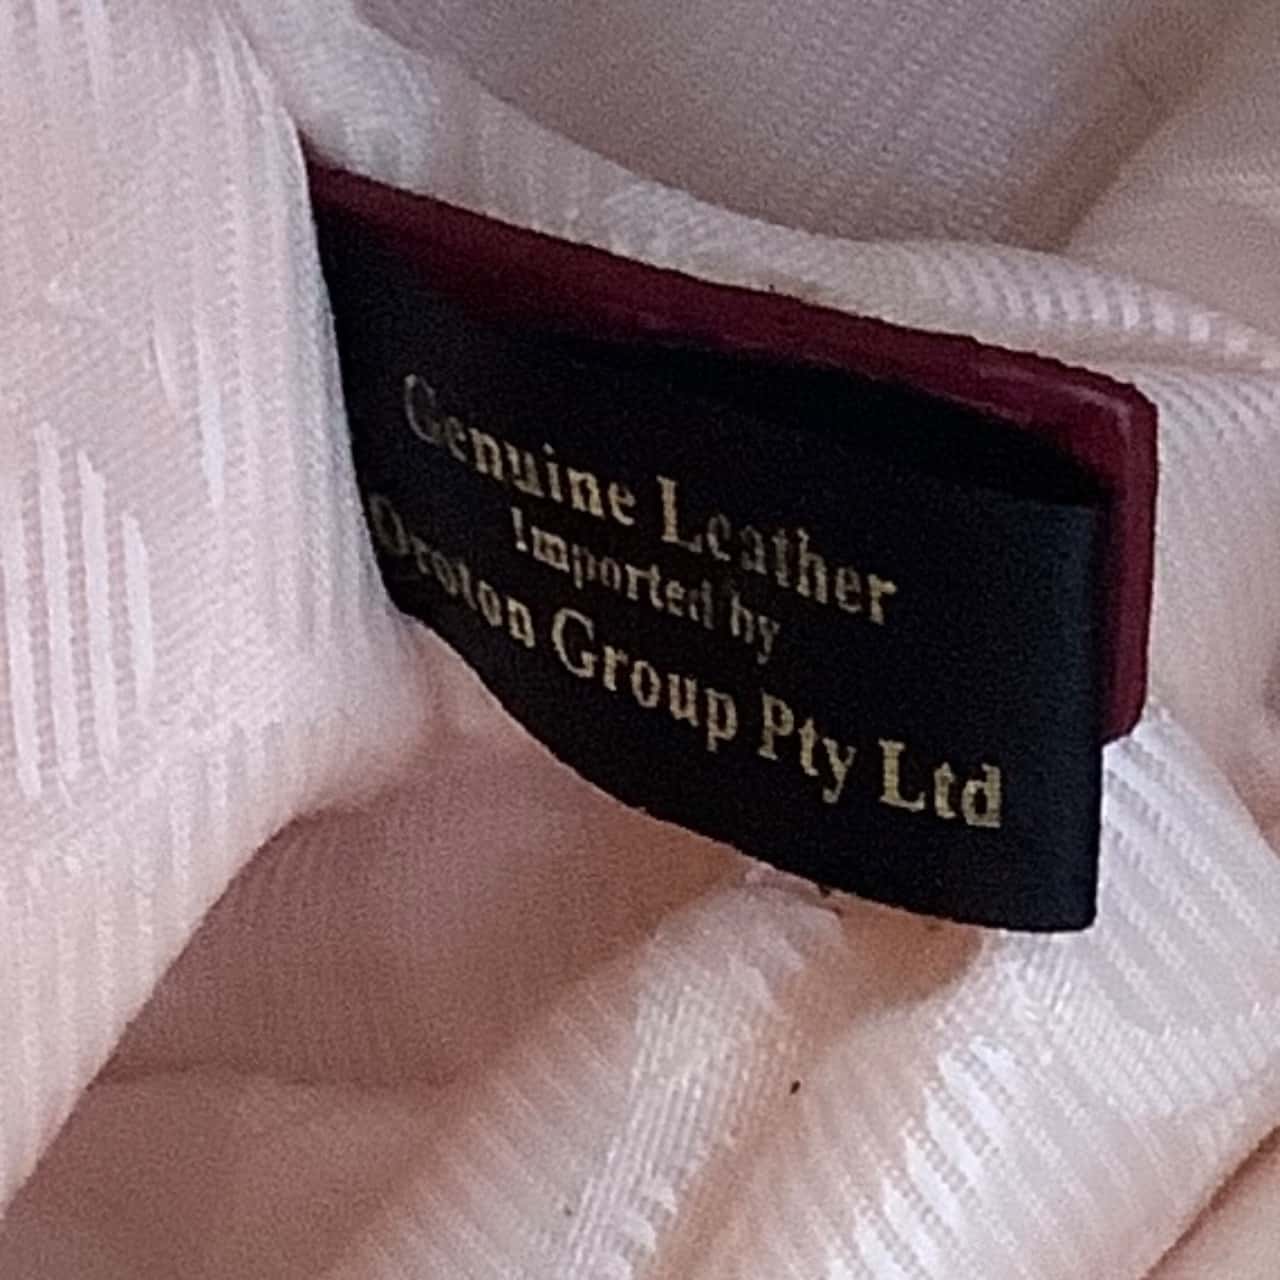 Genuine Leather
Imported by
Oroton Group Pty Ltd